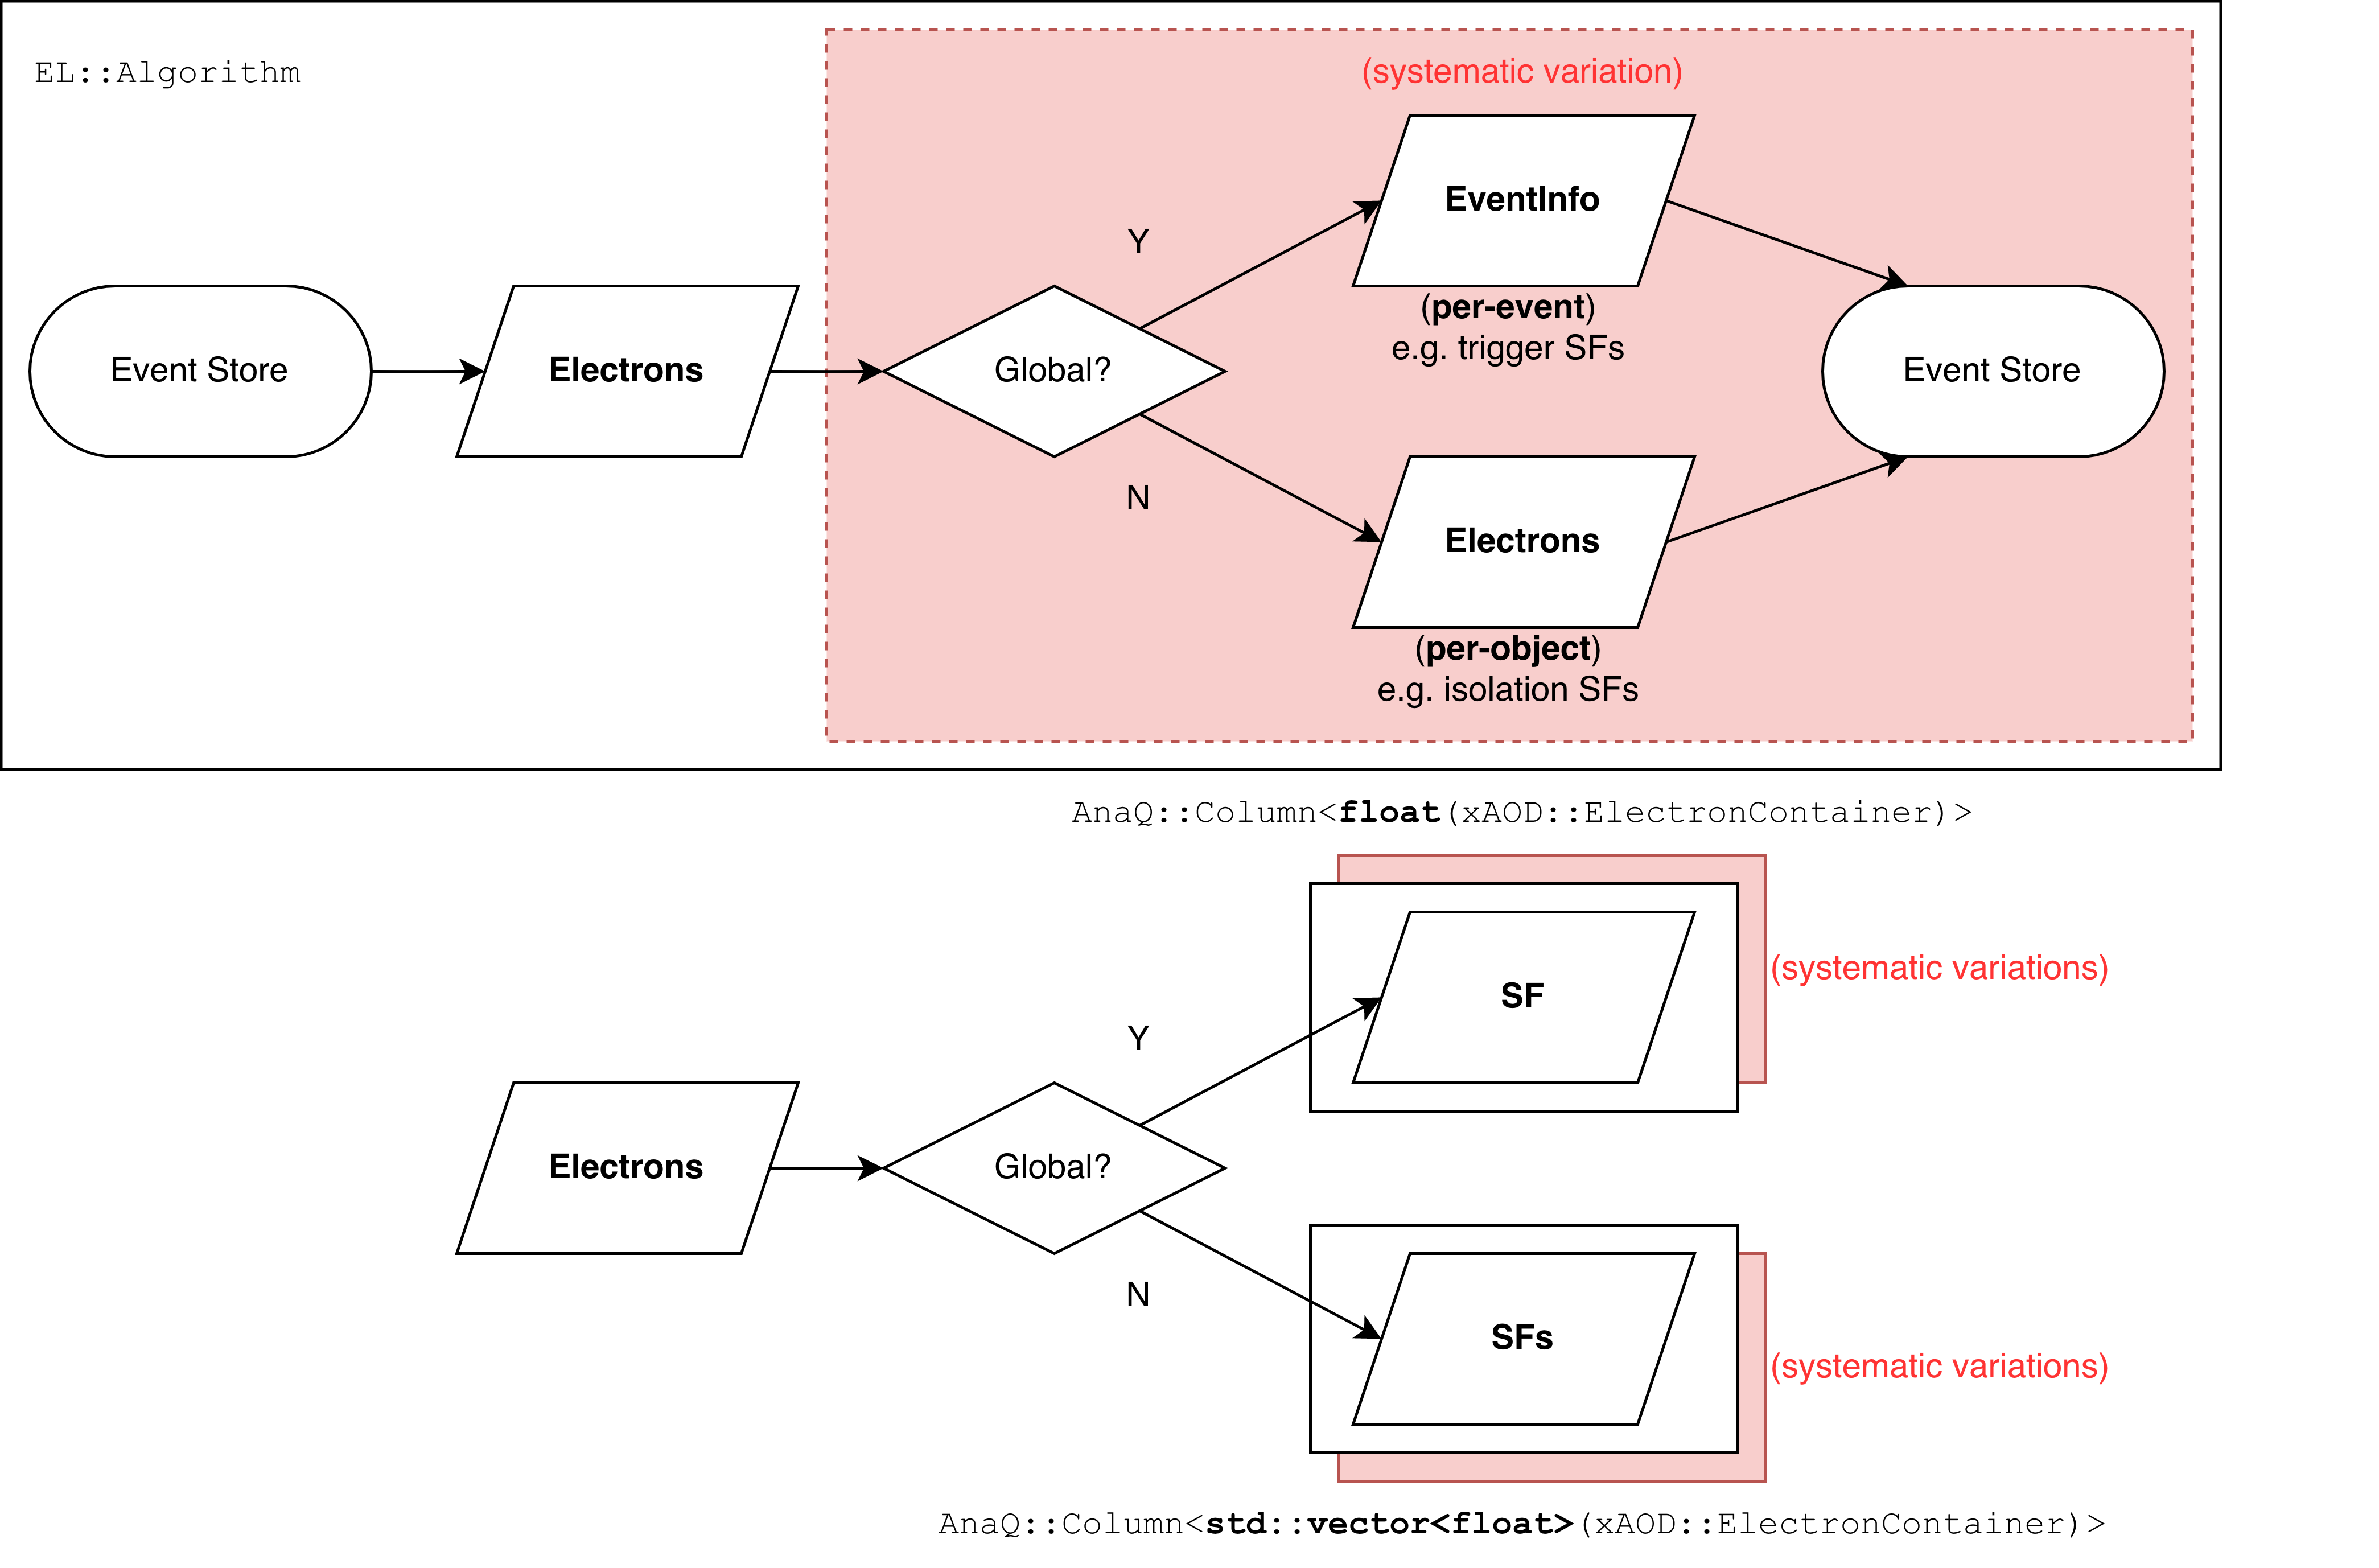 EL::Algorithm
(systematic variation)
EventInfo
Y
(per-event)
e.g. trigger SFs
Event Store
Electrons
Global?
Event Store
N
Electrons
(per-object)
e.g. isolation SFs
AnaQ::Column<float(xAOD::ElectronContainer)>
(systematic variations)
SF
Y
Electrons
Global?
N
SFs
(systematic variations)
AnaQ::Column<std::vector<float>(xAOD::ElectronContainer)>